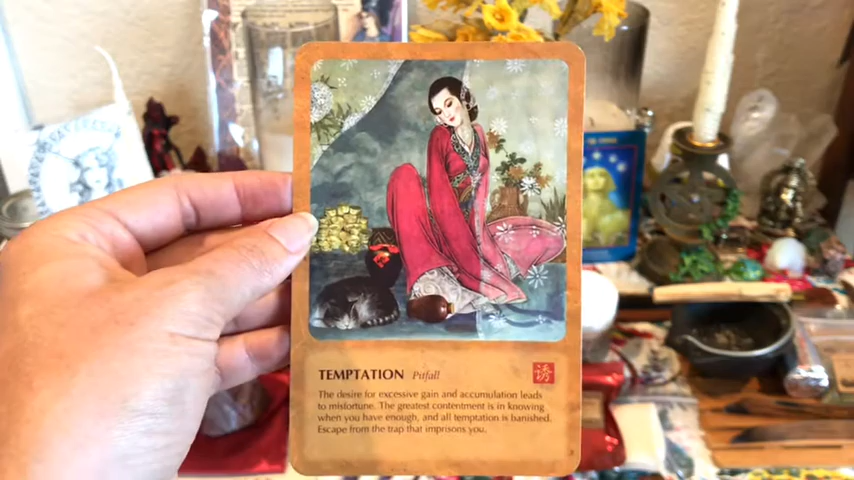 TEMPTATION Pitfall
誘
The desire for excessive gain and accumulation leads
to misfortune. The greatest contentment is in knowing
when you have enough, and all temptation is banished.
Escape from the trap that imprisons you.